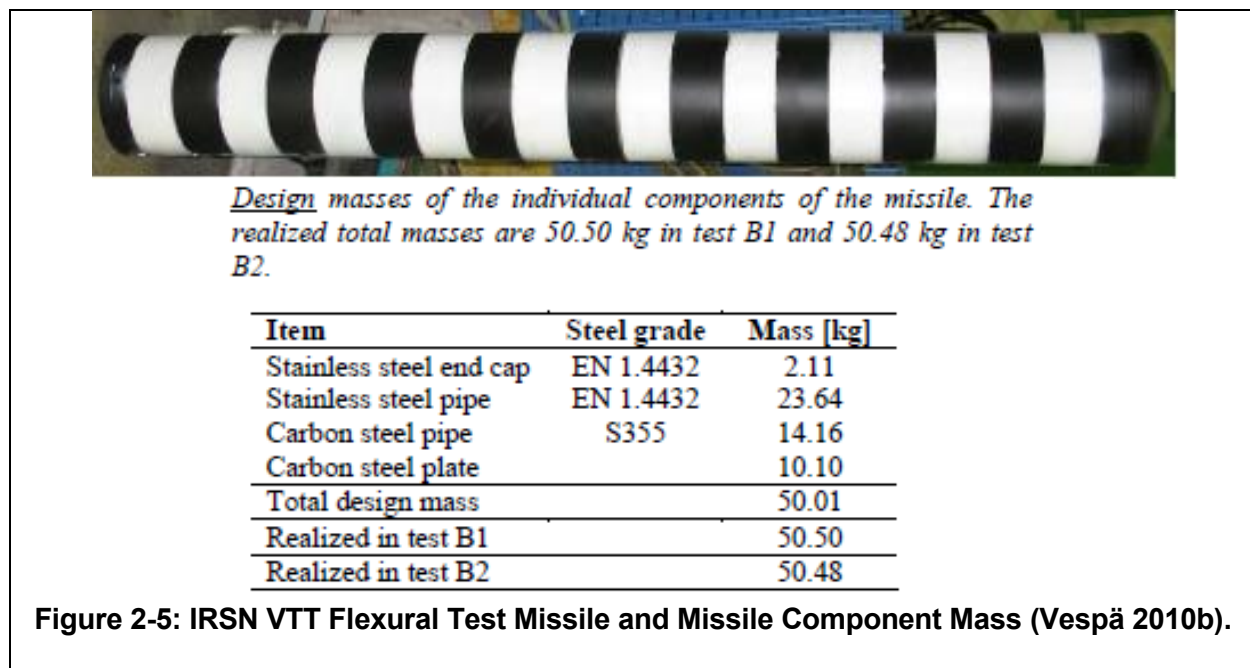 Design masses of the individual components of the missile. The
realized total masses are 50.50 kg in test B1 and 50.48 kg in test
B2.
Item Steel grade Mass [kg]
Stainless steel end cap EN 1.4432 2.11
Stainless steel pipe EN 1.4432 23.64
Carbon steel pipe S355 14.16
Carbon steel plate 10.10
Total design mass 50.01
Realized in test B1 50.50
Realized in test B2 50.48
Figure 2-5: IRSN VTT Flexural Test Missile and Missile Component Mass (Vespä 2010b).